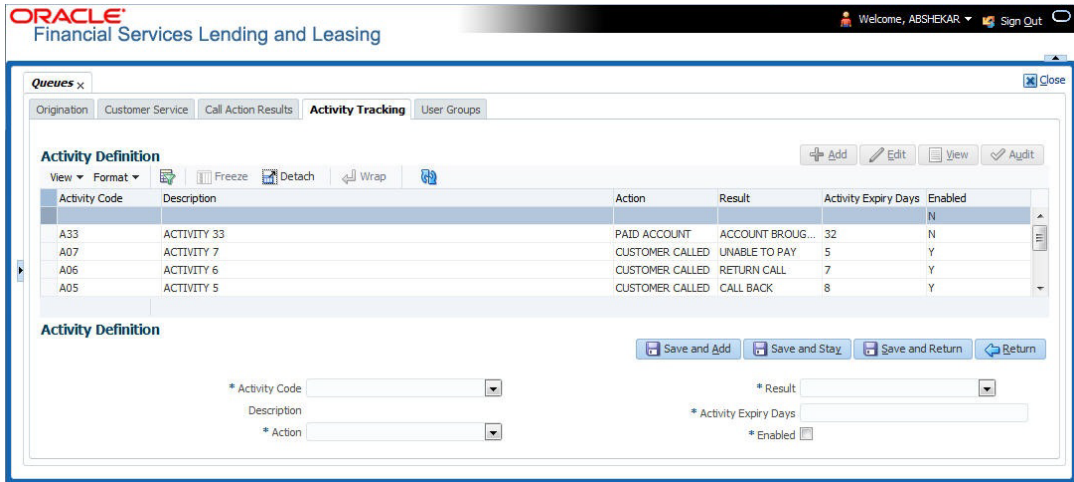 ORACLE®
Financial Services Lending and Leasing
Welcome, ABSHEKAR Sign Out
Queues x
Close
Origination Customer Service Call Action Results Activity Tracking User Groups
Activity Definition
Add Edit View Audit
View Format Freeze Detach Wrap
Activity Code Description Action Result Activity Expiry Days Enabled
N
A33 ACTIVITY 33 PAID ACCOUNT ACCOUNT BROUG... 32 N
A07 ACTIVITY 7 CUSTOMER CALLED UNABLE TO PAY 5 Y
A06 ACTIVITY 6 CUSTOMER CALLED RETURN CALL 7 Y
A05 ACTIVITY 5 CUSTOMER CALLED CALL BACK 8 Y
Activity Definition
Save and Add Save and Stay Save and Return Return
* Activity Code * Result
Description * Activity Expiry Days
* Action * Enabled